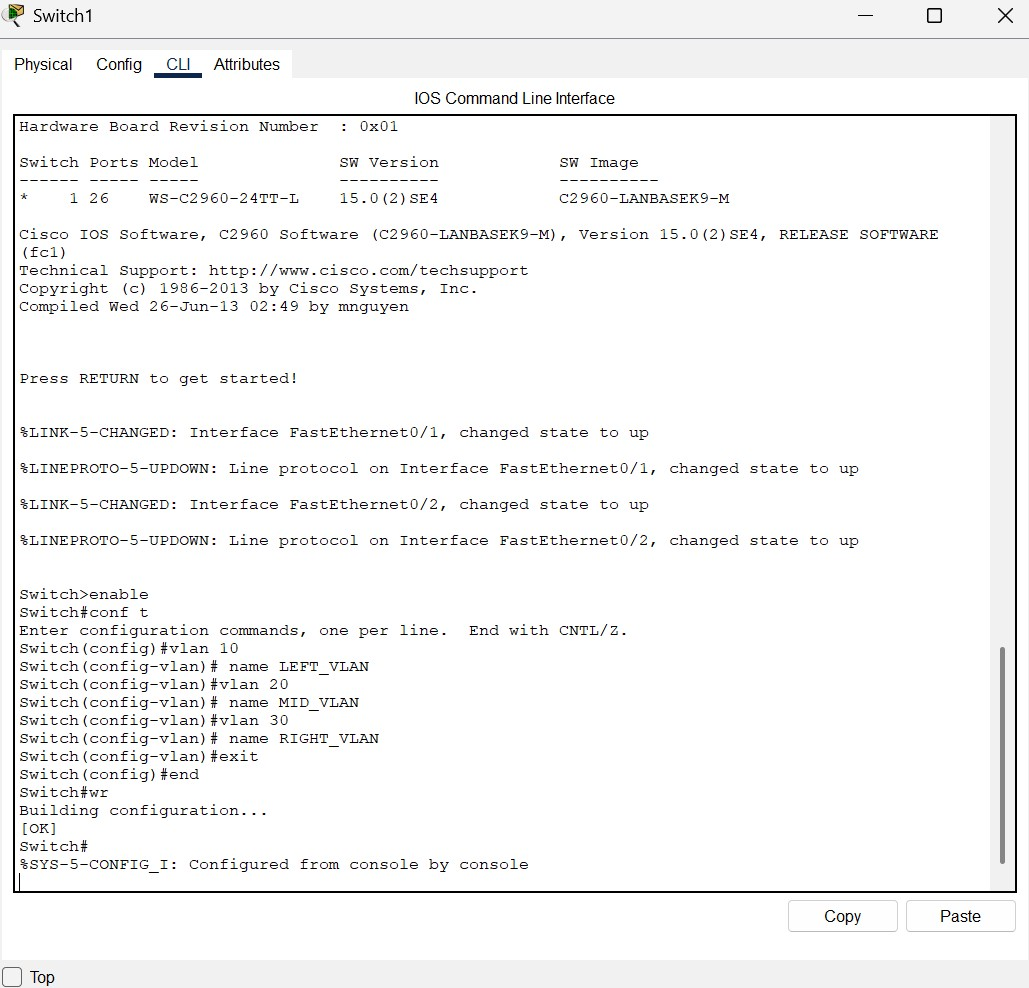 Switch1
Physical Config CLI Attributes
IOS Command Line Interface
Hardware Board Revision Number  : 0x01
Switch Ports Model              SW Version            SW Image
------ ----- -----              ----------            ----------
*    1 26    WS-C2960-24TT-L    15.0(2)SE4            C2960-LANBASEK9-M
Cisco IOS Software, C2960 Software (C2960-LANBASEK9-M), Version 15.0(2)SE4, RELEASE SOFTWARE
(fc1)
Technical Support: http://www.cisco.com/techsupport
Copyright (c) 1986-2013 by Cisco Systems, Inc.
Compiled Wed 26-Jun-13 02:49 by mnguyen
Press RETURN to get started!
%LINK-5-CHANGED: Interface FastEthernet0/1, changed state to up
%LINEPROTO-5-UPDOWN: Line protocol on Interface FastEthernet0/1, changed state to up
%LINK-5-CHANGED: Interface FastEthernet0/2, changed state to up
%LINEPROTO-5-UPDOWN: Line protocol on Interface FastEthernet0/2, changed state to up
Switch>enable
Switch#conf t
Enter configuration commands, one per line.  End with CNTL/Z.
Switch(config)#vlan 10
Switch(config-vlan)# name LEFT_VLAN
Switch(config-vlan)#vlan 20
Switch(config-vlan)# name MID_VLAN
Switch(config-vlan)#vlan 30
Switch(config-vlan)# name RIGHT_VLAN
Switch(config-vlan)#exit
Switch(config)#end
Switch#wr
Building configuration...
[OK]
Switch#
%SYS-5-CONFIG_I: Configured from console by console
Copy Paste
Top